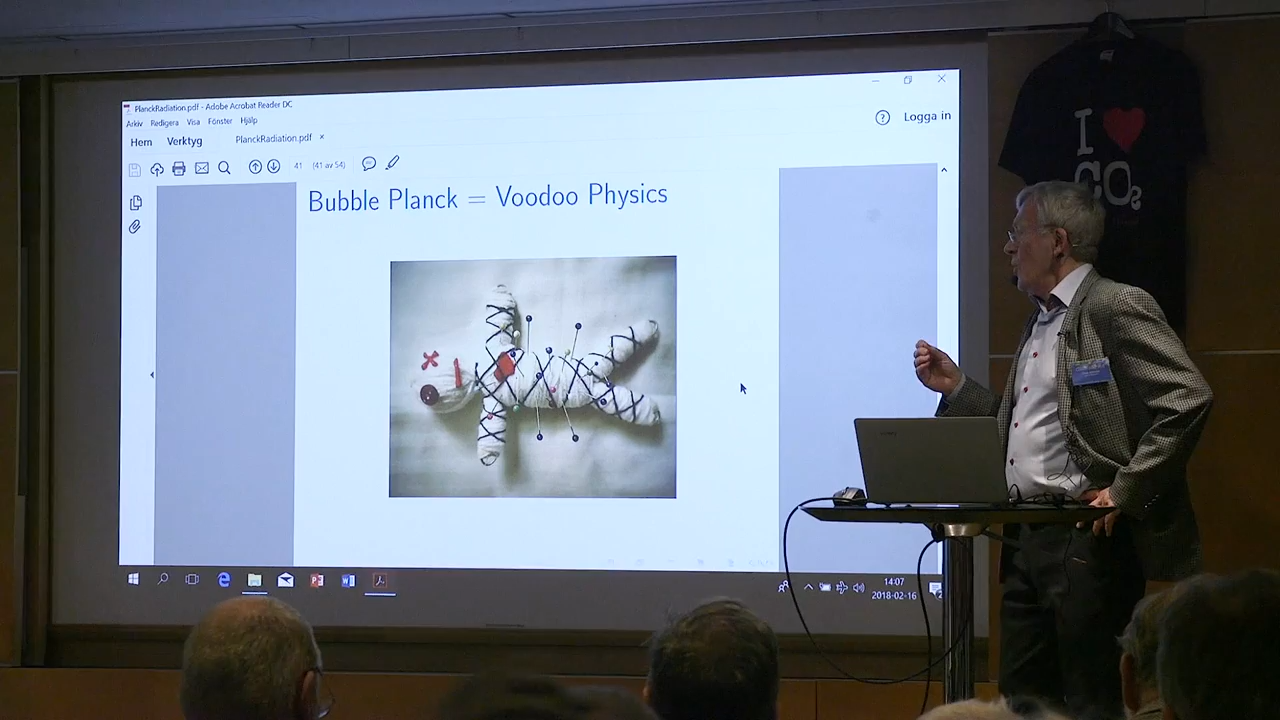 PlanckRadiation.pdf - Adobe Acrobat Reader DC
Arkiv Redigera Visa Fönster Hjälp
Hem Verktyg PlanckRadiation.pdf ×
? Logga in
41 (41 av 54)
Bubble Planck = Voodoo Physics
I
CO₂
14:07
2018-02-16